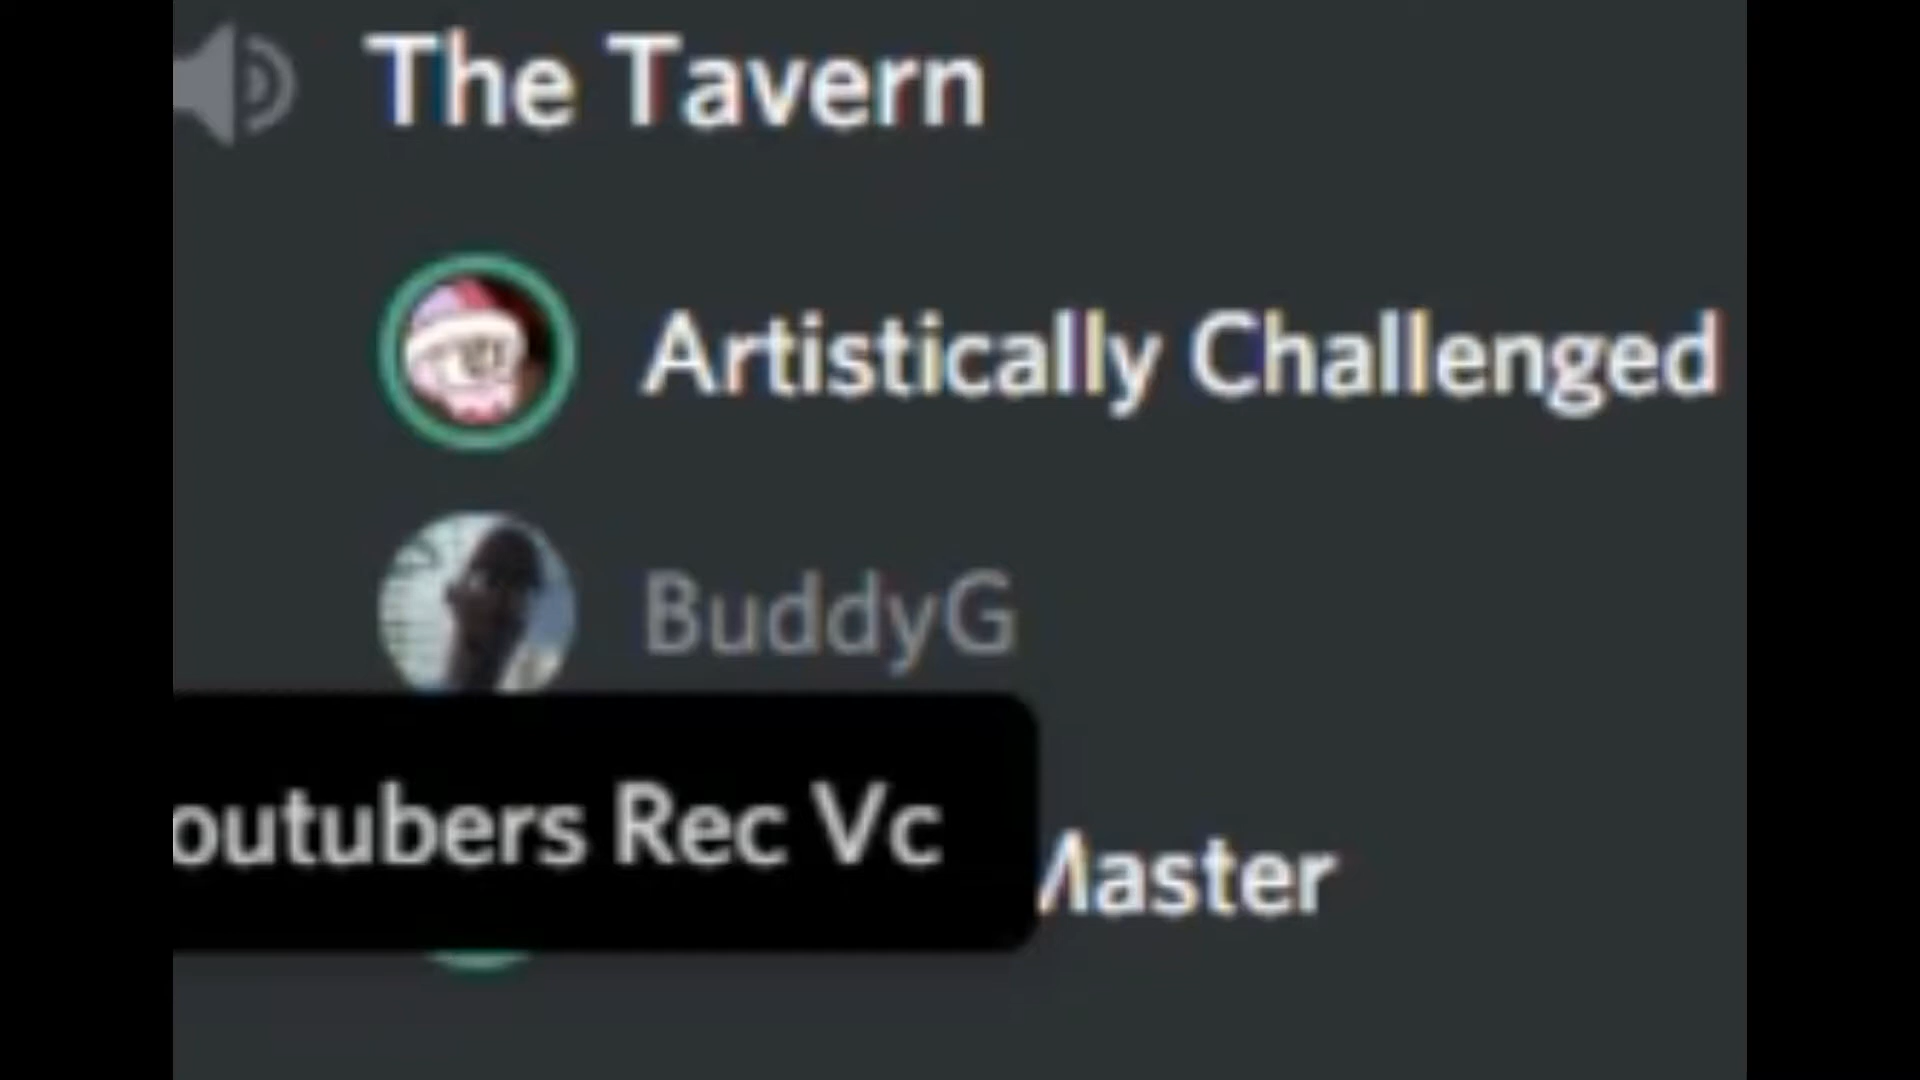 The Tavern
Artistically Challenged
BuddyG
outubers Rec Vc
Master